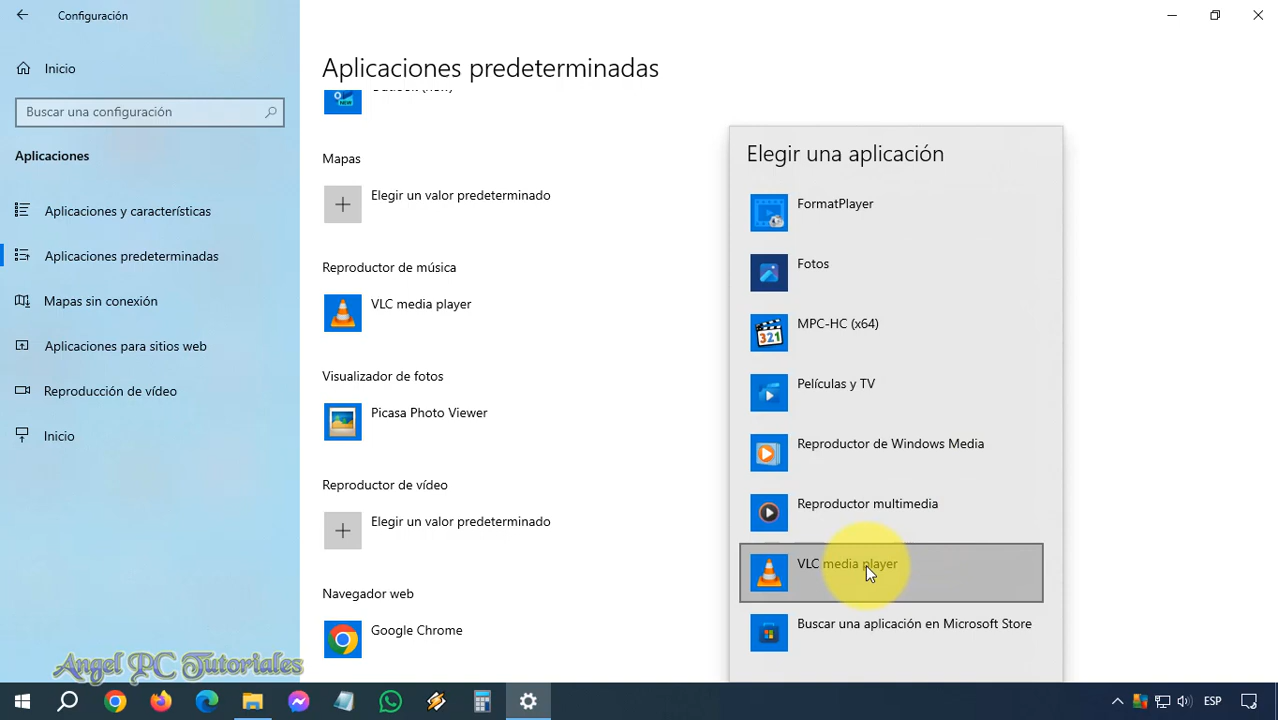 Configuración
Inicio
Buscar una configuración
Aplicaciones
Aplicaciones y características
Aplicaciones predeterminadas
Mapas sin conexión
Aplicaciones para sitios web
Reproducción de vídeo
Inicio
Aplicaciones predeterminadas
Outlook (new)
NEW
Mapas
Elegir un valor predeterminado
Reproductor de música
VLC media player
Visualizador de fotos
Picasa Photo Viewer
Reproductor de vídeo
Elegir un valor predeterminado
Navegador web
Google Chrome
Elegir una aplicación
FormatPlayer
Fotos
321
MPC-HC (x64)
Películas y TV
Reproductor de Windows Media
Reproductor multimedia
VLC media player
Buscar una aplicación en Microsoft Store
Angel PC Tutoriales
ESP